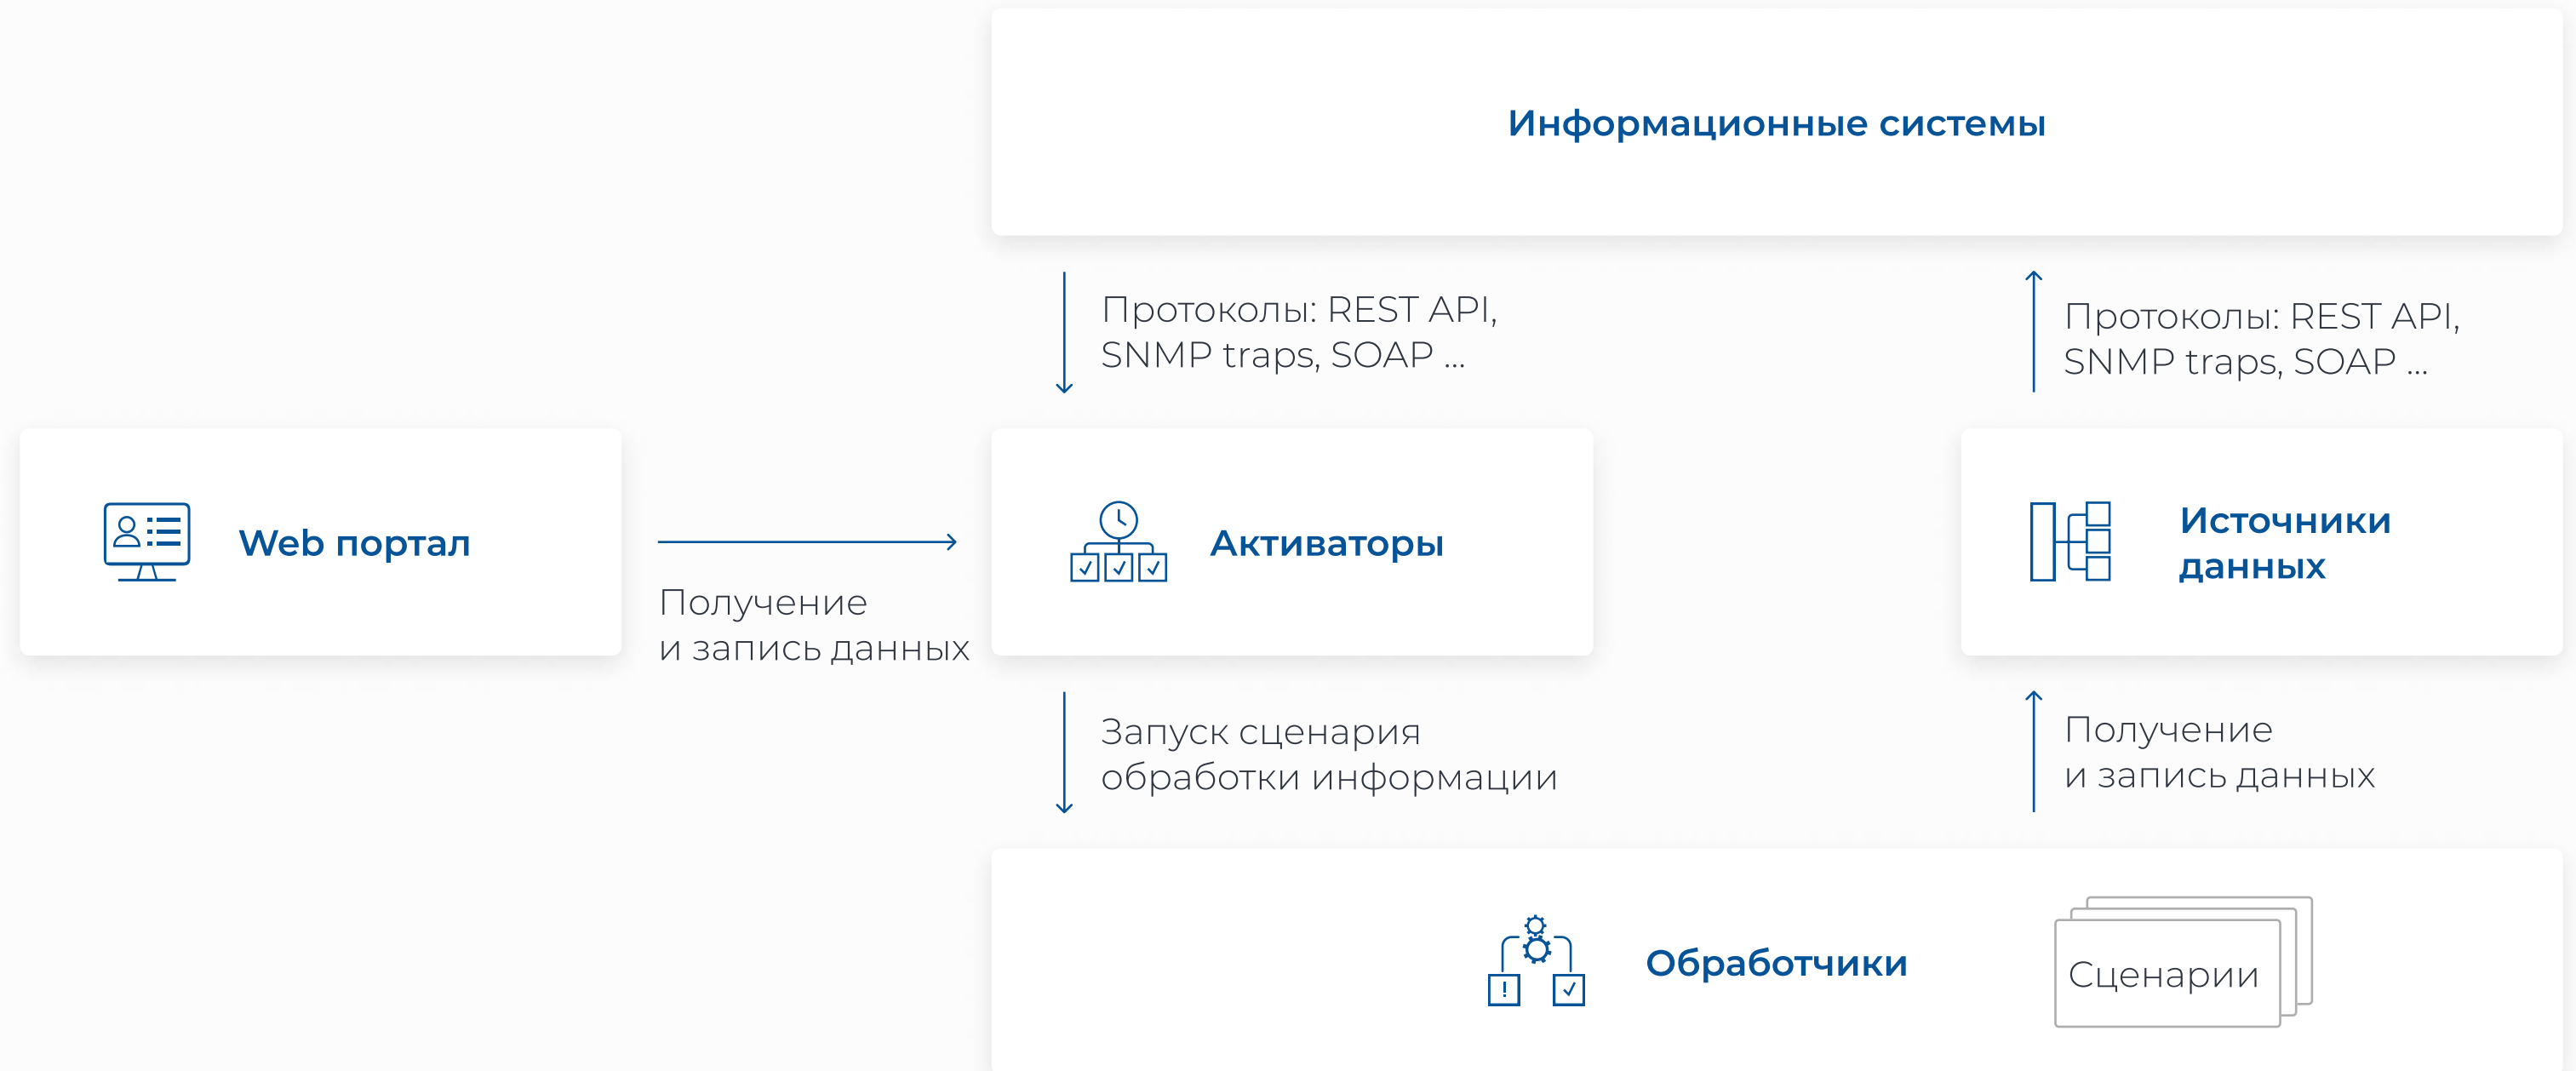 Информационные системы
Протоколы: REST API,
SNMP traps, SOAP ...
Протоколы: REST API,
SNMP traps, SOAP ...
Web портал
Получение
и запись данных
Активаторы
Источники
данных
Запуск сценария
обработки информации
Получение
и запись данных
Обработчики
Сценарии